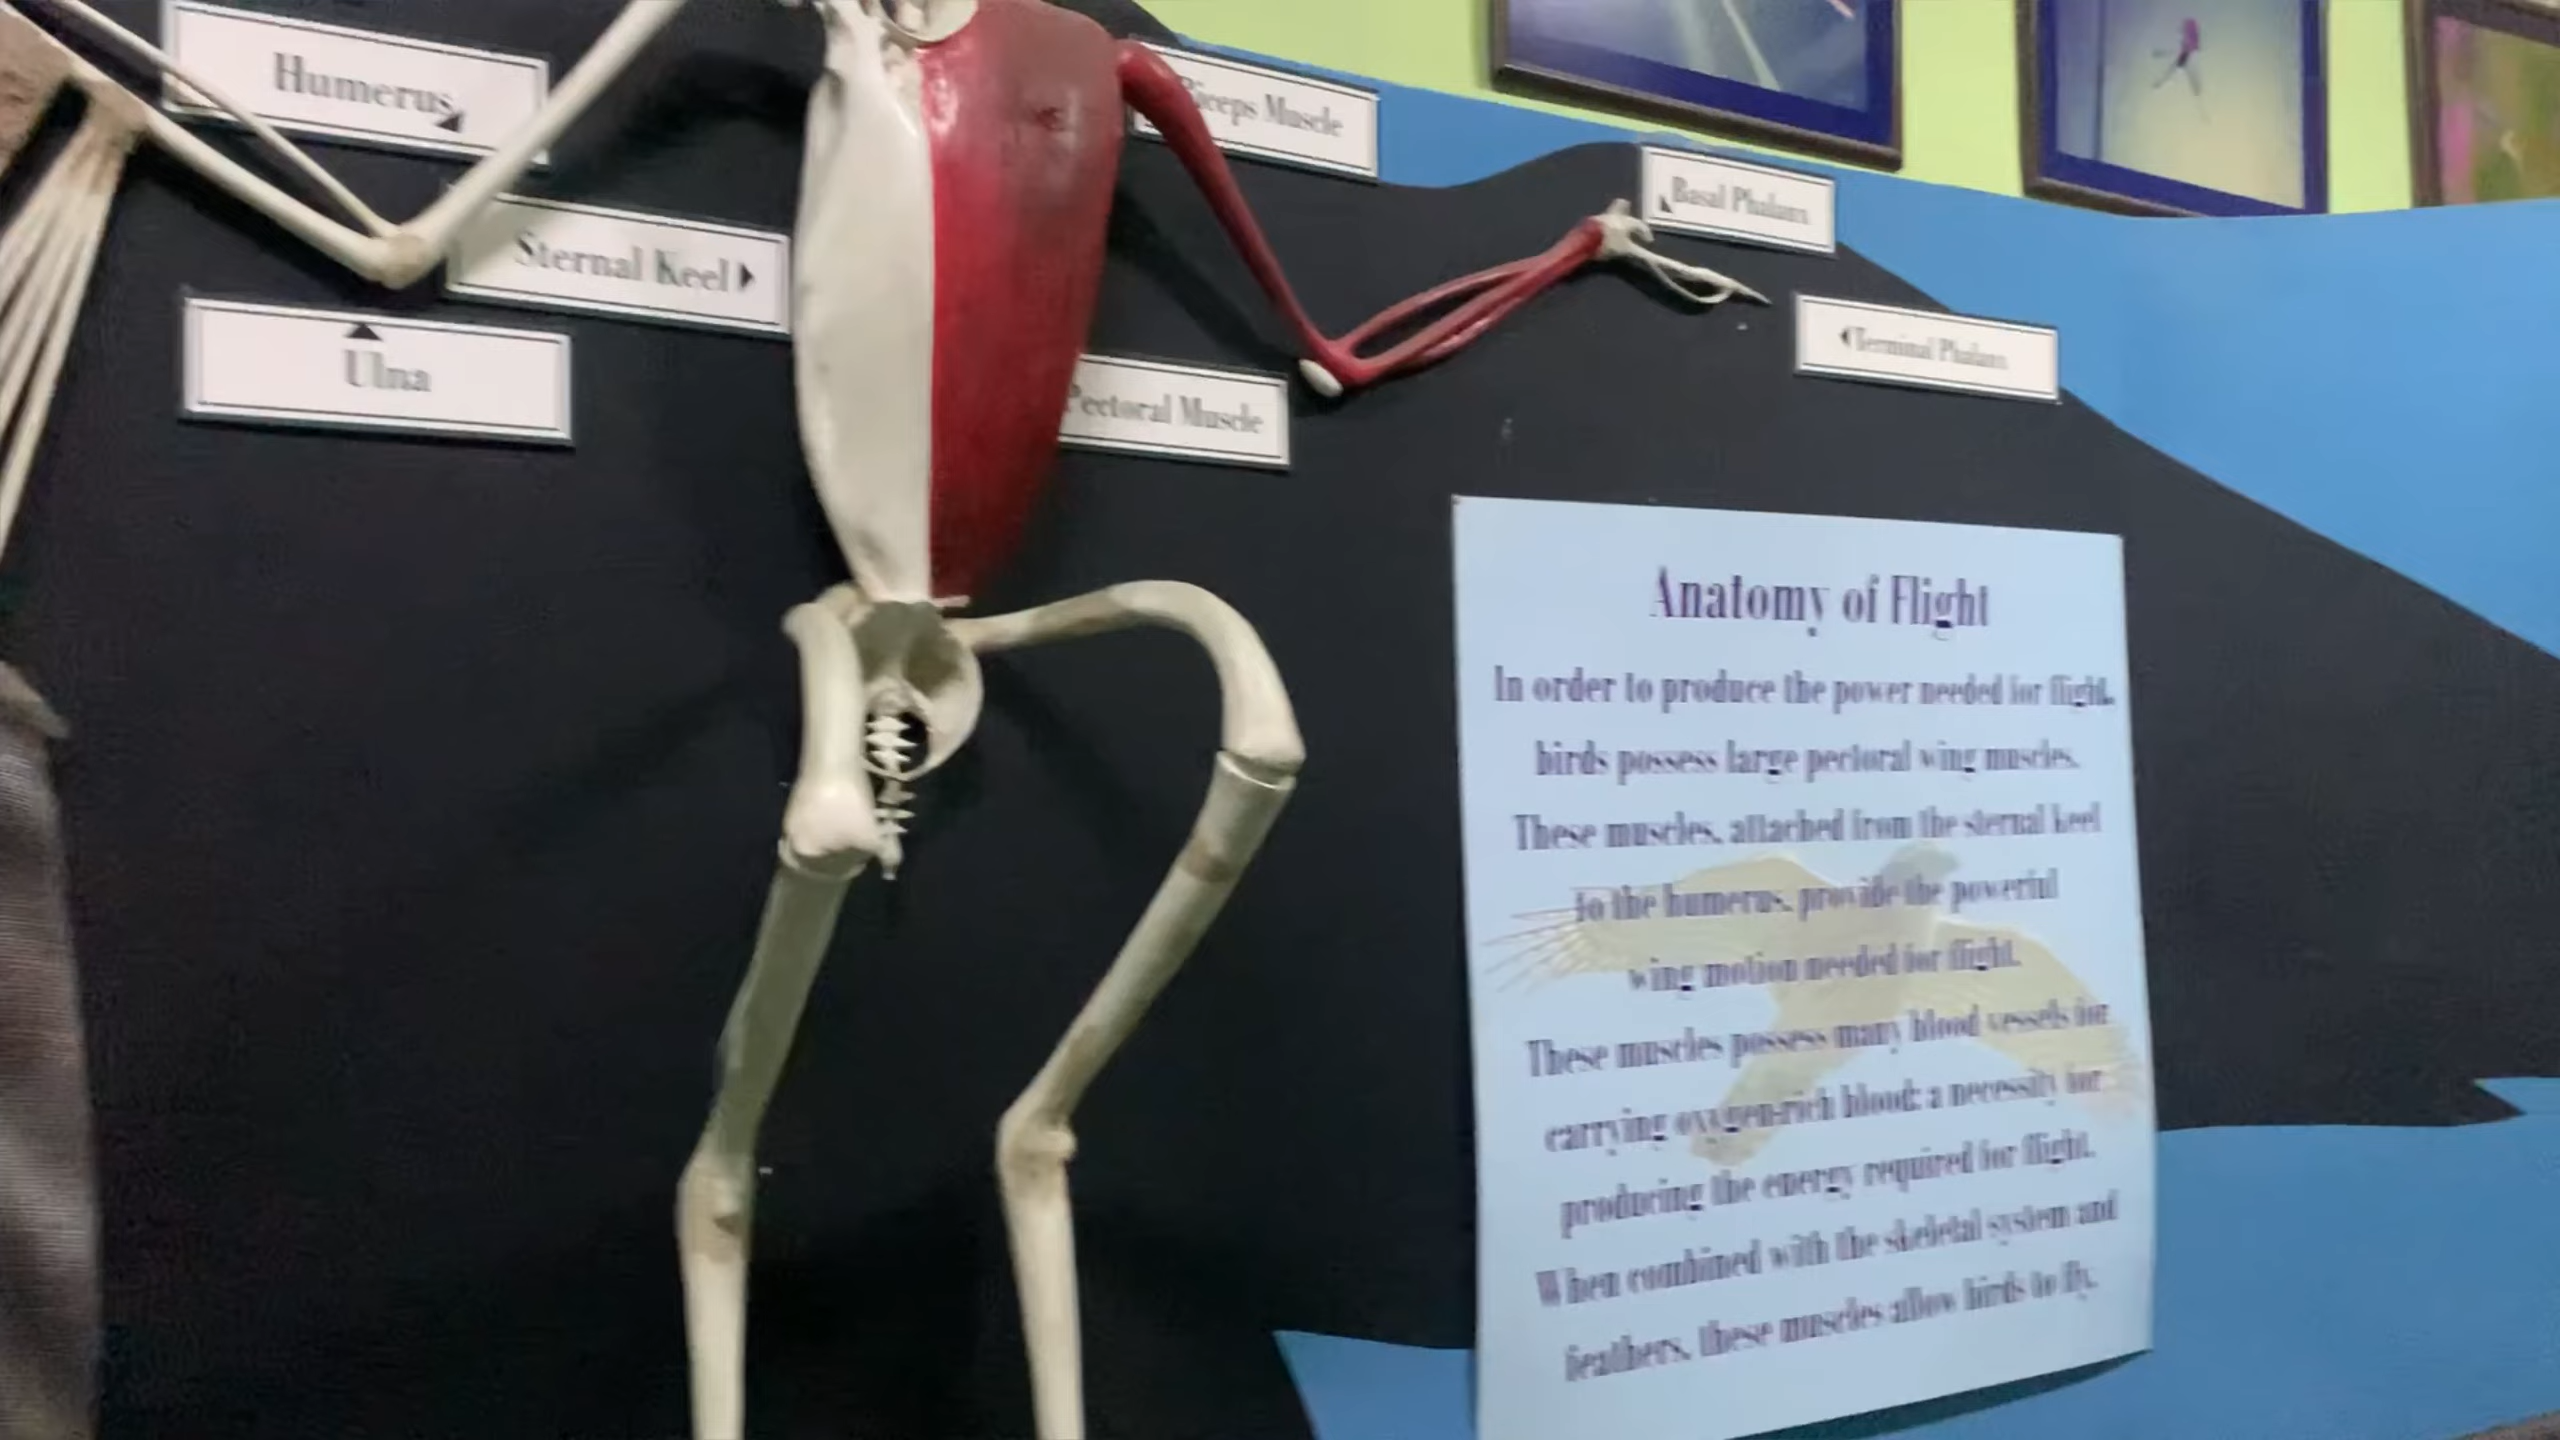 Humerus
Biceps Muscle
Basal Phalanx
Sternal Keel
Terminal Phalanx
Ulna
Pectoral Muscle
Anatomy of Flight
In order to produce the power needed for flight,
birds possess large pectoral wing muscles.
These muscles, attached from the sternal keel
to the humerus, provide the powerful
wing motion needed for flight.
These muscles possess many blood vessels for
carrying oxygen-rich blood: a necessity for
producing the energy required for flight.
When combined with the skeletal system and
feathers, these muscles allow birds to fly.